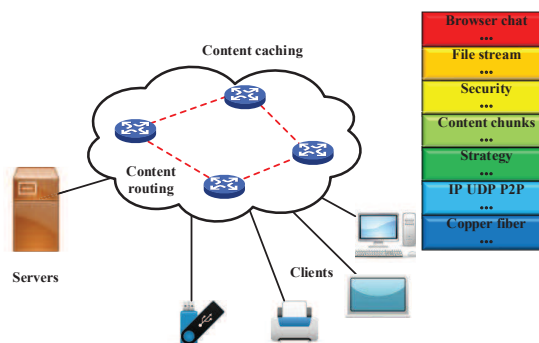 Content caching
Content
routing
Servers
Clients
Browser chat
...
File stream
...
Security
...
Content chunks
...
Strategy
...
IP UDP P2P
...
Copper fiber
...